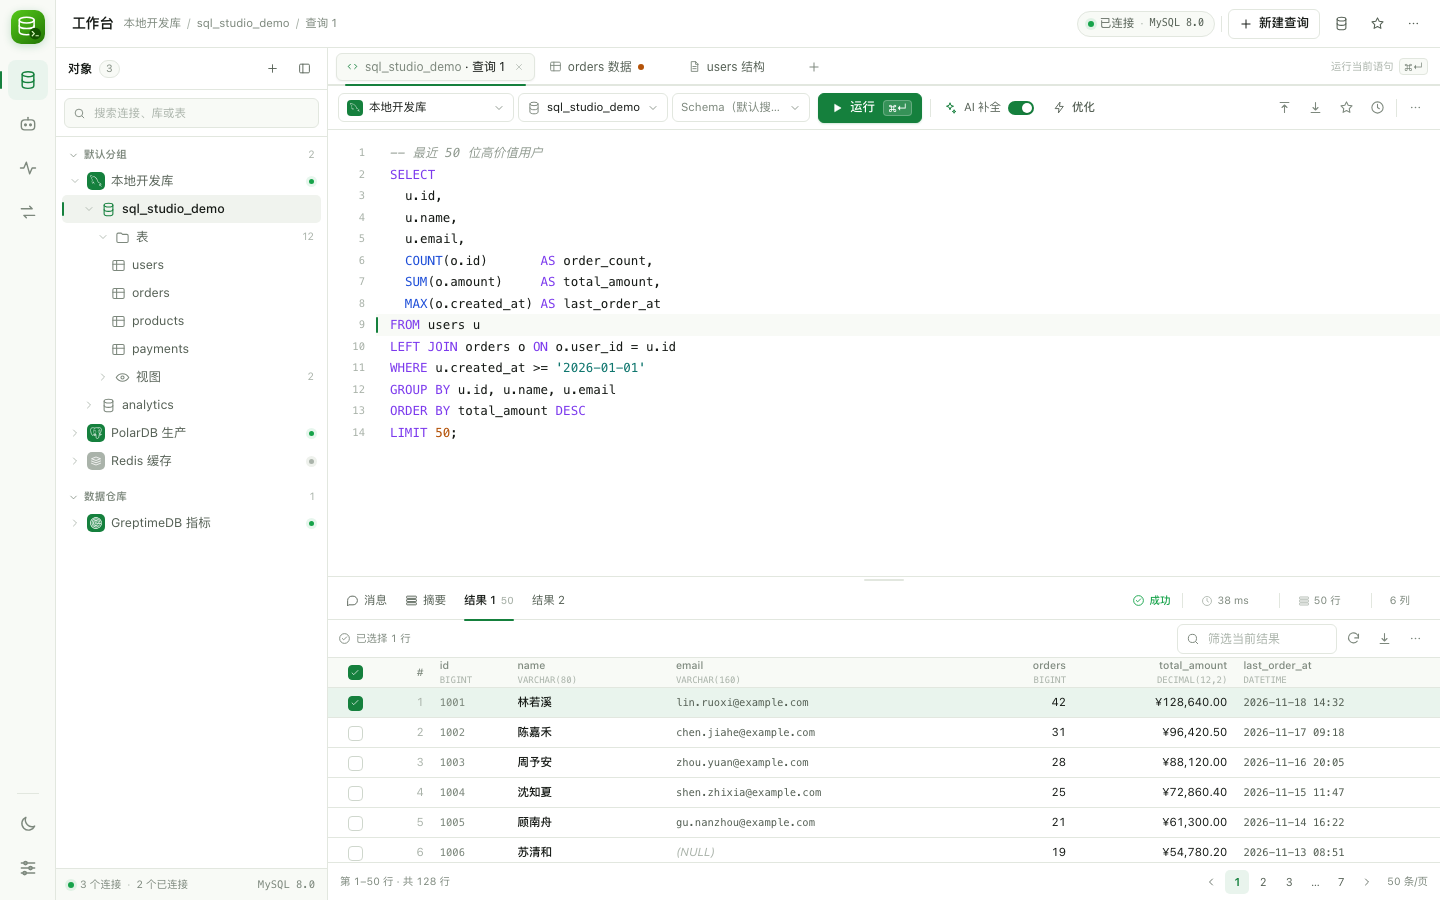 工作台 本地开发库 / sql_studio_demo / 查询 1
已连接 · MySQL 8.0
新建查询
对象 3
搜索连接、库或表
默认分组 2
本地开发库
sql_studio_demo
表 12
users
orders
products
payments
视图 2
analytics
PolarDB 生产
Redis 缓存
数据仓库 1
GreptimeDB 指标
3 个连接 · 2 个已连接 MySQL 8.0
sql_studio_demo · 查询 1 ×
orders 数据
users 结构
运行当前语句 ⌘↵
本地开发库
sql_studio_demo
Schema（默认搜...
运行 ⌘↵
AI 补全
优化
1 -- 最近 50 位高价值用户
2 SELECT
3 u.id,
4 u.name,
5 u.email,
6 COUNT(o.id) AS order_count,
7 SUM(o.amount) AS total_amount,
8 MAX(o.created_at) AS last_order_at
9 FROM users u
10 LEFT JOIN orders o ON o.user_id = u.id
11 WHERE u.created_at >= '2026-01-01'
12 GROUP BY u.id, u.name, u.email
13 ORDER BY total_amount DESC
14 LIMIT 50;
消息 摘要 结果 1 50 结果 2
成功 38 ms 50 行 6 列
已选择 1 行
筛选当前结果
# id name email orders total_amount last_order_at
BIGINT VARCHAR(80) VARCHAR(160) BIGINT DECIMAL(12,2) DATETIME
1 1001 林若溪 lin.ruoxi@example.com 42 ¥128,640.00 2026-11-18 14:32
2 1002 陈嘉禾 chen.jiahe@example.com 31 ¥96,420.50 2026-11-17 09:18
3 1003 周予安 zhou.yuan@example.com 28 ¥88,120.00 2026-11-16 20:05
4 1004 沈知夏 shen.zhixia@example.com 25 ¥72,860.40 2026-11-15 11:47
5 1005 顾南舟 gu.nanzhou@example.com 21 ¥61,300.00 2026-11-14 16:22
6 1006 苏清和 (NULL) 19 ¥54,780.20 2026-11-13 08:51
第 1–50 行 · 共 128 行
1 2 3 ... 7 50 条/页